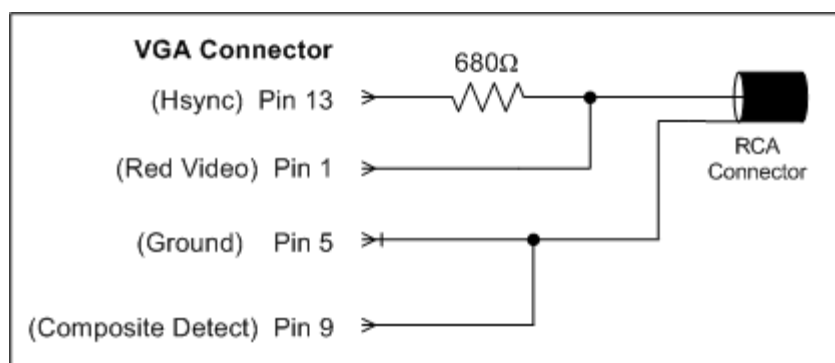 VGA Connector
680Ω
(Hsync) Pin 13
(Red Video) Pin 1
RCA
Connector
(Ground) Pin 5
(Composite Detect) Pin 9